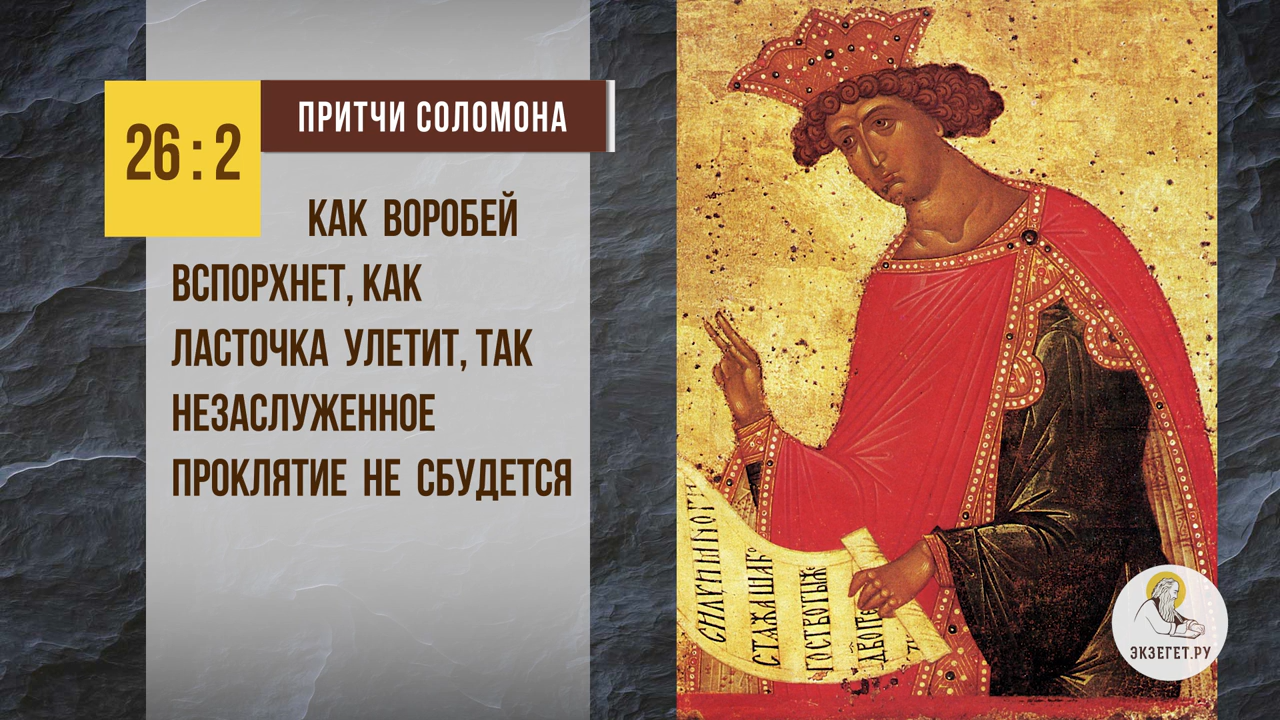 26:2
ПРИТЧИ СОЛОМОНА
КАК ВОРОБЕЙ
ВСПОРХНЕТ, КАК
ЛАСТОЧКА УЛЕТИТ, ТАК
НЕЗАСЛУЖЕННОЕ
ПРОКЛЯТИЕ НЕ СБУДЕТСЯ
ЭКЗЕГЕТ.РУ